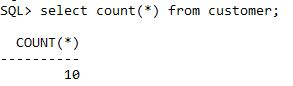 SQL> select count(*) from customer;
COUNT(*)
----------
10